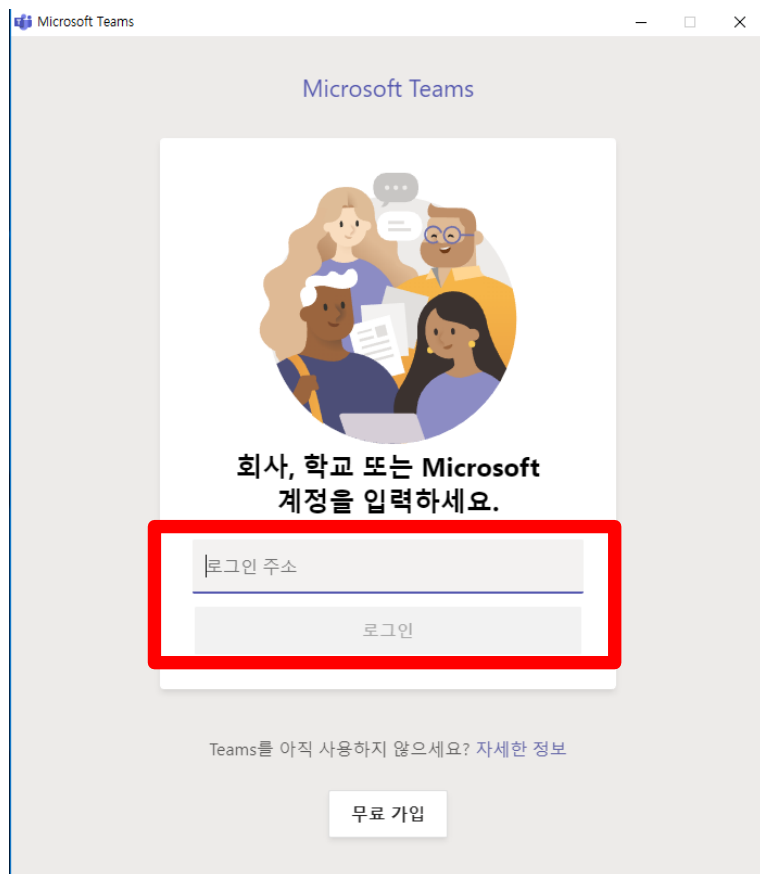 Microsoft Teams
Microsoft Teams
회사, 학교 또는 Microsoft
계정을 입력하세요.
로그인 주소
로그인
Teams를 아직 사용하지 않으세요? 자세한 정보
무료 가입